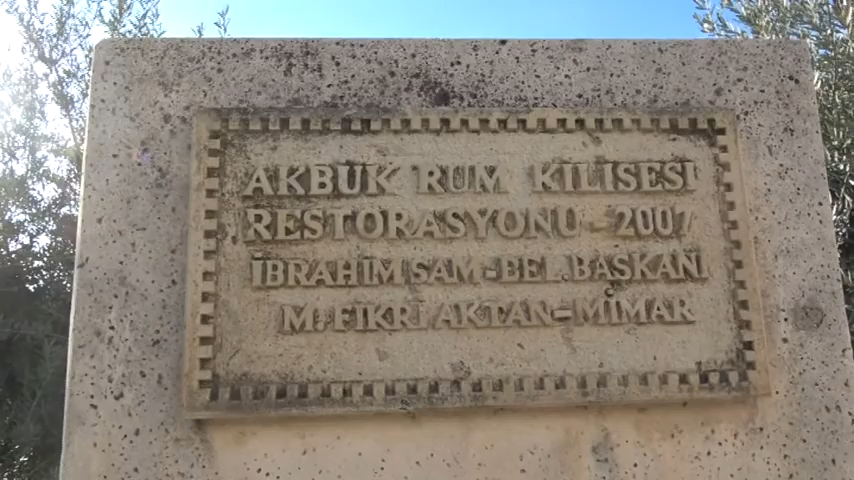 AKBÜK RUM KİLİSESİ
RESTORASYONU - 2007
İBRAHİM SAM-BEL.BAŞKANI
M.FİKRİ AKTAN-MİMAR